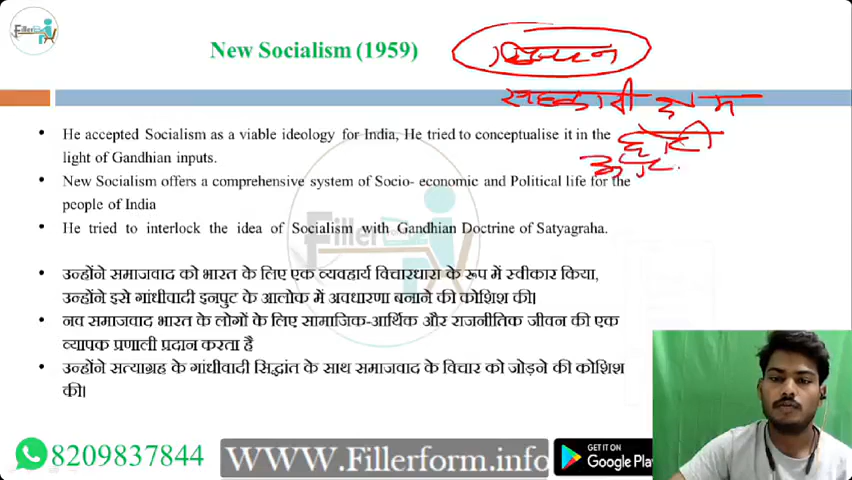 Filler
New Socialism (1959)
सहकारी
He accepted Socialism as a viable ideology for India, He tried to conceptualise it in the
light of Gandhian inputs.
New Socialism offers a comprehensive system of Socio- economic and Political life for the
people of India
He tried to interlock the idea of Socialism with Gandhian Doctrine of Satyagraha.
Filler
उन्होंने समाजवाद को भारत के लिए एक व्यवहार्य विचारधारा के रूप में स्वीकार किया,
उन्होंने इसे गांधीवादी इनपुट के आलोक में अवधारणा बनाने की कोशिश की।
नव समाजवाद भारत के लोगों के लिए सामाजिक-आर्थिक और राजनीतिक जीवन की एक
व्यापक प्रणाली प्रदान करता है
उन्होंने सत्याग्रह के गांधीवादी सिद्धांत के साथ समाजवाद के विचार को जोड़ने की कोशिश
की।
8209837844
WWW.Fillerform.info
GET IT ON
Google Pla